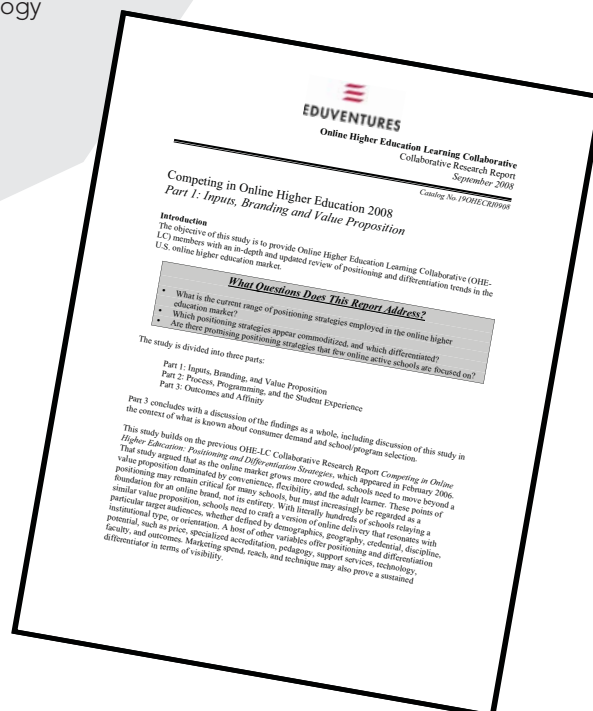 ogy
EDUVENTURES
Online Higher Education Learning Collaborative
Collaborative Research Report
September 2008
Catalog No.19OHECRI0908
Competing in Online Higher Education 2008
Part 1: Inputs, Branding and Value Proposition
Introduction
The objective of this study is to provide Online Higher Education Learning Collaborative (OHE-
LC) members with an in-depth and updated review of positioning and differentiation trends in the
U.S. online higher education market.
What Questions Does This Report Address?
• What is the current range of positioning strategies employed in the online higher
education market?
• Which positioning strategies appear commoditized, and which differentiated?
• Are there promising positioning strategies that few online active schools are focused on?
The study is divided into three parts:
Part 1: Inputs, Branding, and Value Proposition
Part 2: Process, Programming, and the Student Experience
Part 3: Outcomes and Affinity
Part 3 concludes with a discussion of the findings as a whole, including discussion of this study in
the context of what is known about consumer demand and school/program selection.
This study builds on the previous OHE-LC Collaborative Research Report Competing in Online
Higher Education: Positioning and Differentiation Strategies, which appeared in February 2006.
That study argued that as the online market grows more crowded, schools need to move beyond a
value proposition dominated by convenience, flexibility, and the adult learner. These points of
positioning may remain critical for many schools, but must increasingly be regarded as a
foundation for an online brand, not its entirety. With literally hundreds of schools relaying a
similar value proposition, schools need to craft a version of online delivery that resonates with
particular target audiences, whether defined by demographics, geography, credential, discipline,
institutional type, or orientation. A host of other variables offer positioning and differentiation
potential, such as price, specialized accreditation, pedagogy, support services, technology,
faculty, and outcomes. Marketing spend, reach, and technique may also prove a sustained
differentiator in terms of visibility.